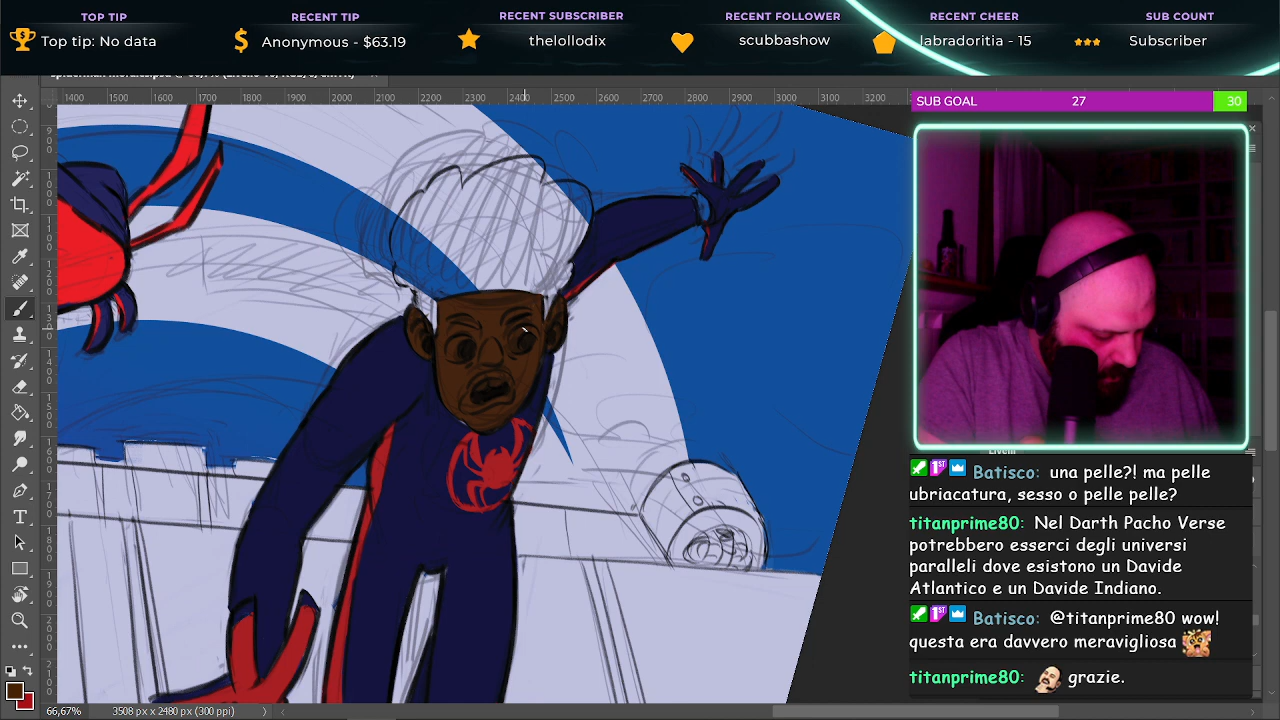 TOP TIP
RECENT TIP
RECENT SUBSCRIBER
RECENT FOLLOWER
RECENT CHEER
SUB COUNT
Top tip: No data
Anonymous - $63.19
thelollodix
scubbashow
labradoritia - 15
Subscriber
1400 1500 1600 1700 1800 1900 2000 2100 2200 2300 2400 2500 2600 2700 2800 2900 3000 3100 3200
SUB GOAL 27 30
Livelli
Batisco: una pelle?! ma pelle
ubriacatura, sesso o pelle pelle?
titanprime80: Nel Darth Pacho Verse
potrebbero esserci degli universi
paralleli dove esistono un Davide
Atlantico e un Davide Indiano.
Batisco: @titanprime80 wow!
questa era davvero meravigliosa
titanprime80: grazie.
66,67% 3508 px x 2480 px (300 ppi)